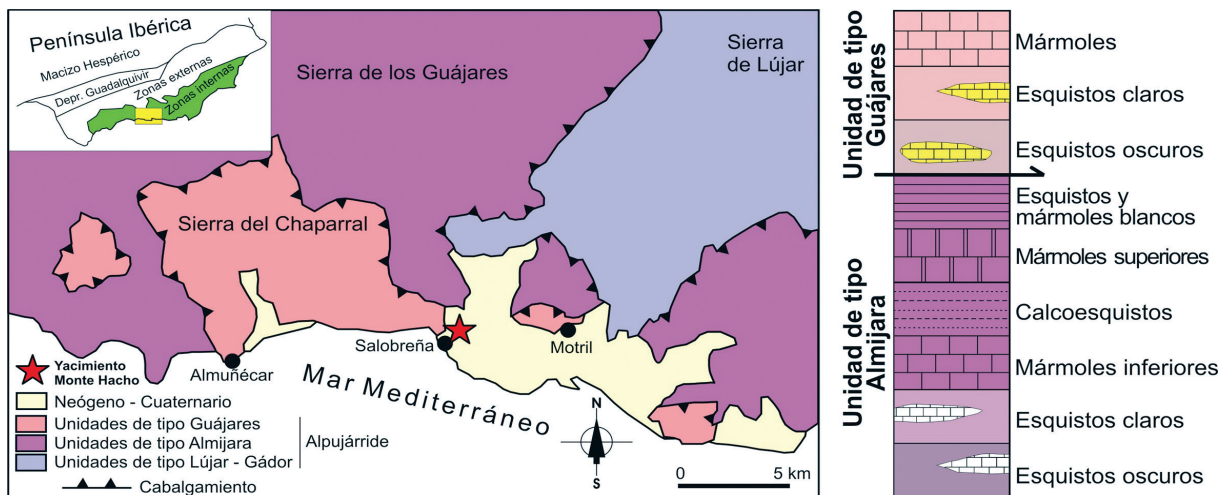 Península Ibérica
Macizo Hespérico
Depr. Guadalquivir
Zonas externas
Zonas internas
Sierra de los Guájares
Sierra
de Lújar
Sierra del Chaparral
Salobreña
Motril
Almuñécar
Mar Mediterráneo
Yacimiento
Monte Hacho
Neógeno - Cuaternario
Unidades de tipo Guájares
Unidades de tipo Almijara
Unidades de tipo Lújar - Gádor
Alpujárride
Cabalgamiento
N
S
0 5 km
Unidad de tipo
Guájares
Mármoles
Esquistos claros
Esquistos oscuros
Unidad de tipo
Almijara
Esquistos y
mármoles blancos
Mármoles superiores
Calcoesquistos
Mármoles inferiores
Esquistos claros
Esquistos oscuros